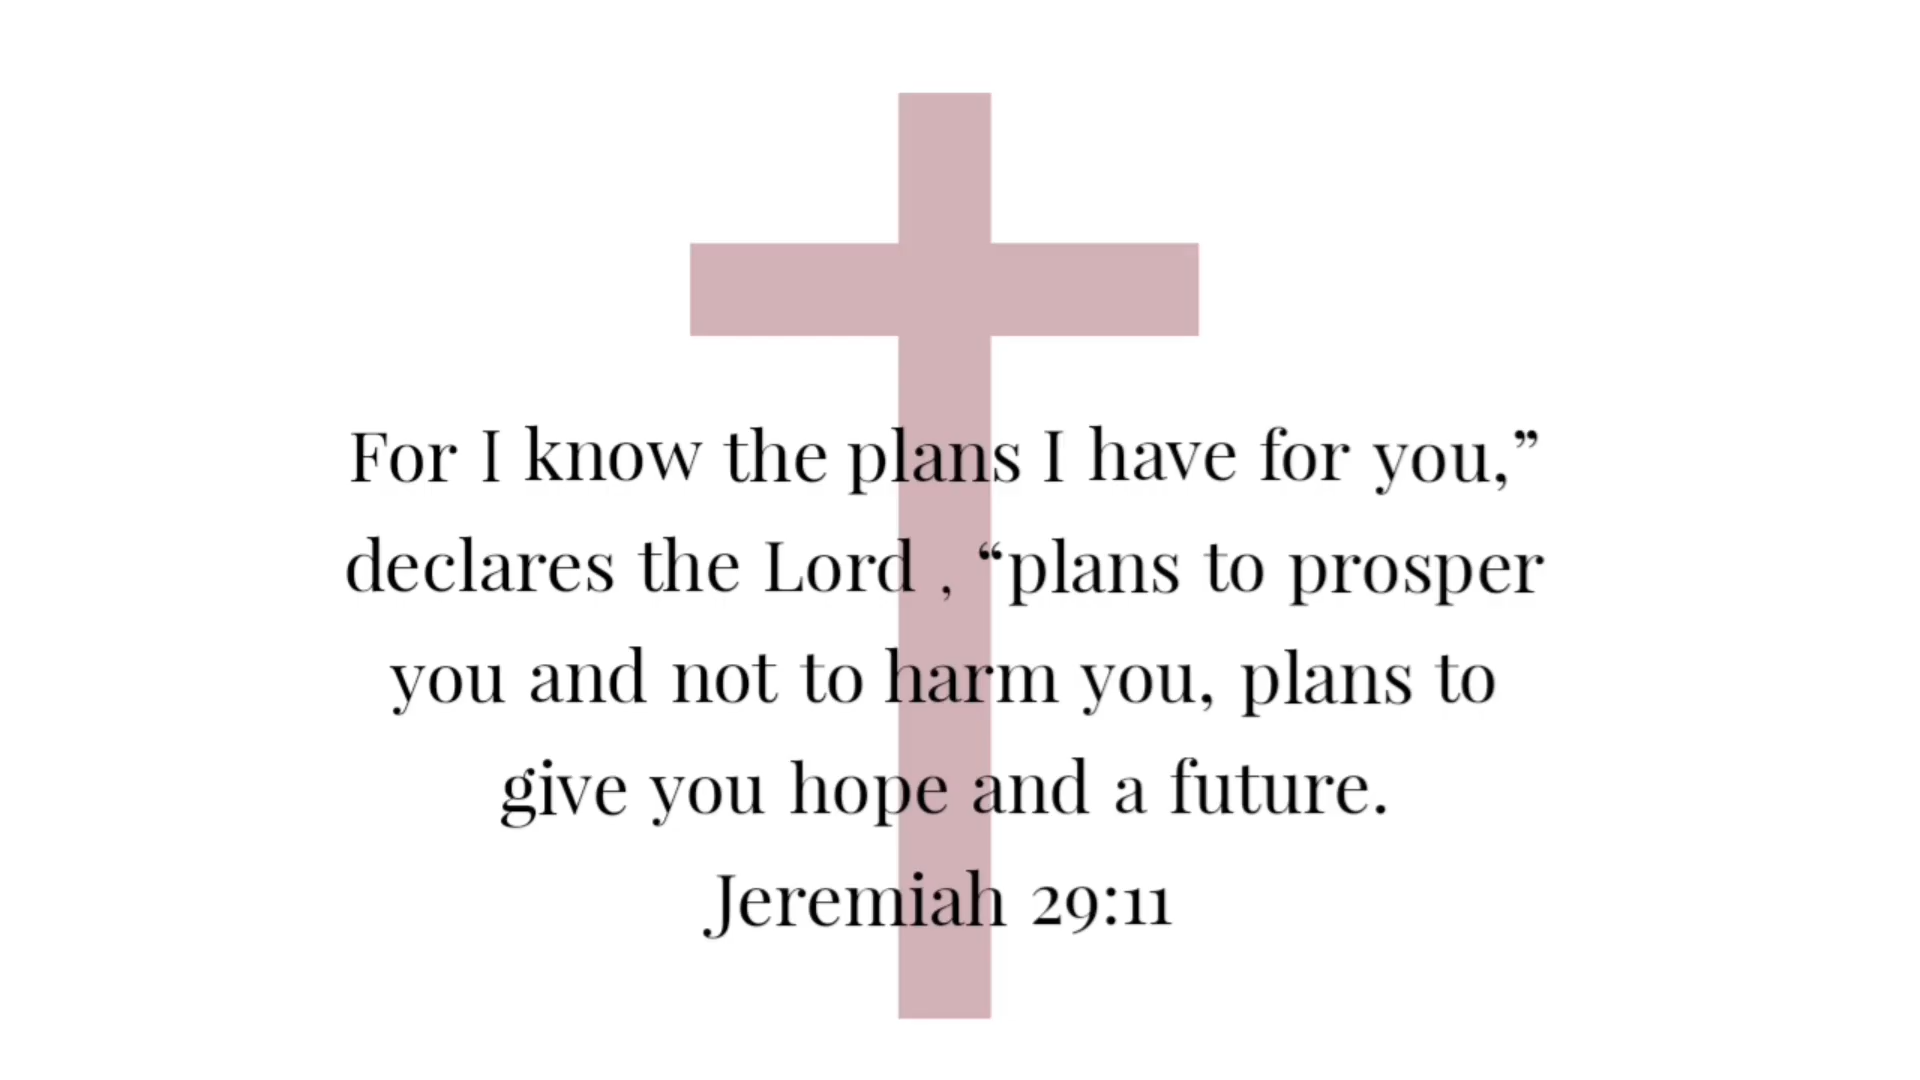 For I know the plans I have for you,”
declares the Lord , “plans to prosper
you and not to harm you, plans to
give you hope and a future.
Jeremiah 29:11